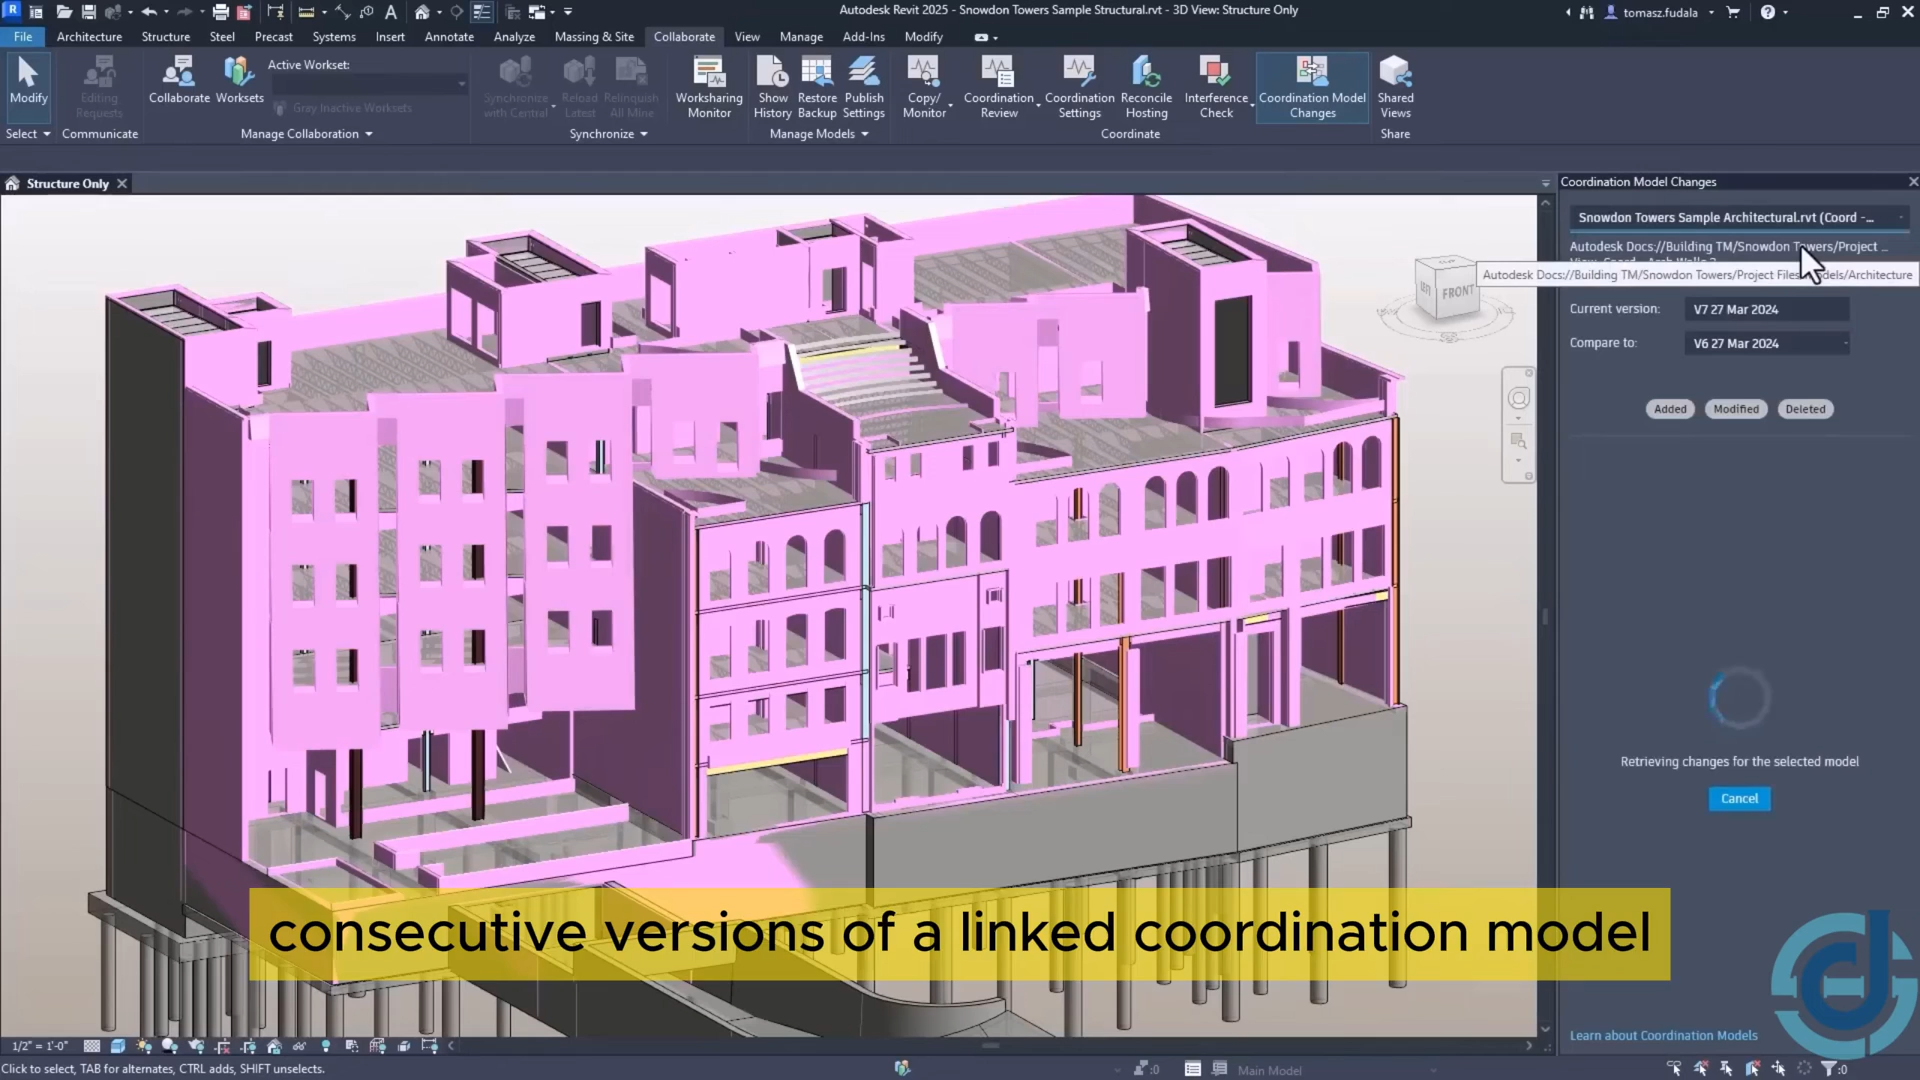 Autodesk Revit 2025 - Snowdon Towers Sample Structural.rvt - 3D View: Structure Only
tomasz.fudala
File Architecture Structure Steel Precast Systems Insert Annotate Analyze Massing & Site Collaborate View Manage Add-Ins Modify
Modify
Editing Requests
Collaborate
Worksets
Active Workset:
Gray Inactive Worksets
Synchronize with Central
Reload Latest
Relinquish All Mine
Worksharing Monitor
Show History
Restore Backup
Publish Settings
Copy/ Monitor
Coordination Review
Coordination Settings
Reconcile Hosting
Interference Check
Coordination Model Changes
Shared Views
Select
Communicate
Manage Collaboration
Synchronize
Manage Models
Coordinate
Share
Structure Only
Coordination Model Changes
Snowdon Towers Sample Architectural.rvt (Coord -...
Autodesk Docs://Building TM/Snowdon Towers/Project ...
Autodesk Docs://Building TM/Snowdon Towers/Project Files
/Architecture
FRONT
Current version: V7 27 Mar 2024
Compare to: V6 27 Mar 2024
Added Modified Deleted
Retrieving changes for the selected model
Cancel
consecutive versions of a linked coordination model
Learn about Coordination Models
1/2" = 1'-0"
Click to select, TAB for alternates, CTRL adds, SHIFT unselects.
:0
Main Model
:0